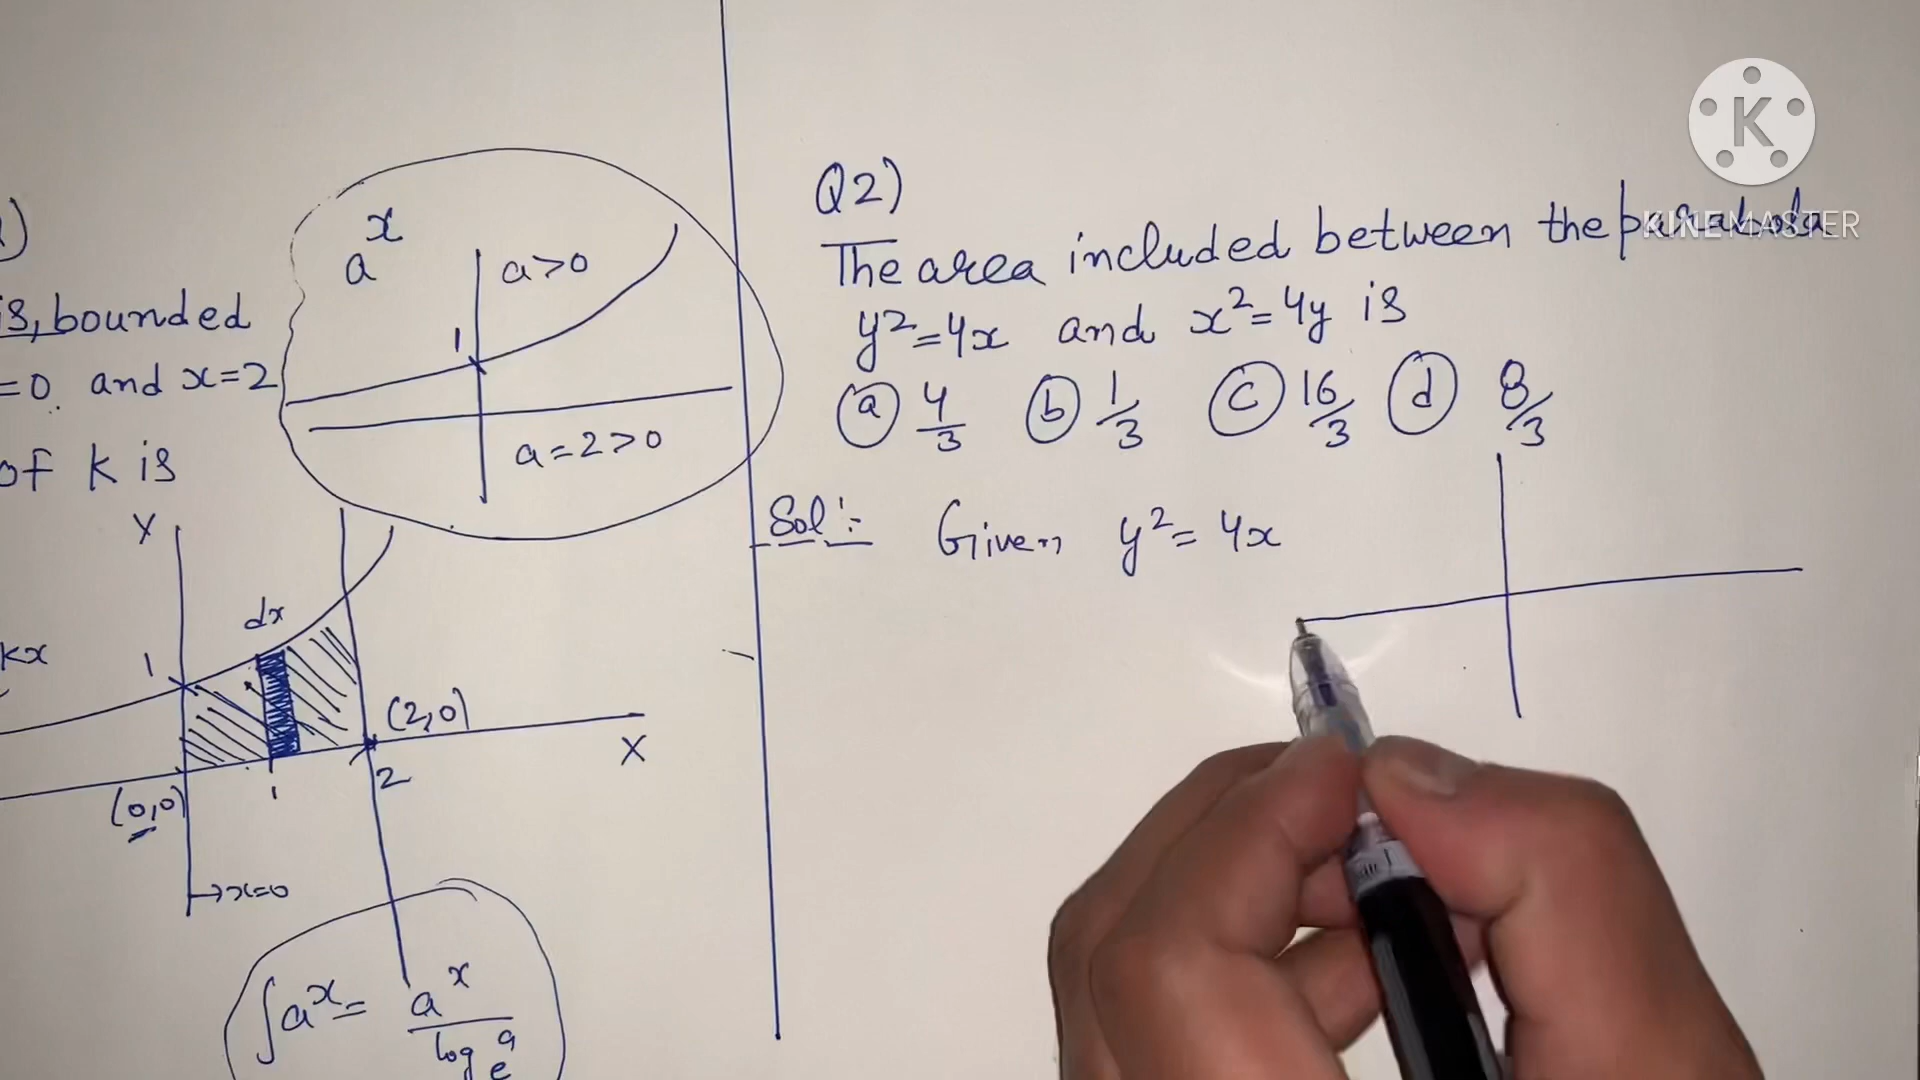 is, bounded
=0 and x=2
of k is
a^x
a>0
1
a=2>0
Y
dx
kx
1
(2,0)
X
(0,0)
1
2
→x=0
∫a^x = a^x / log_e a
Q2)
The area included between the parabola
y²=4x and x²=4y is
(a) 4/3 (b) 1/3 (c) 16/3 (d) 8/3
Sol':- Given y² = 4x
K
KINEMASTER